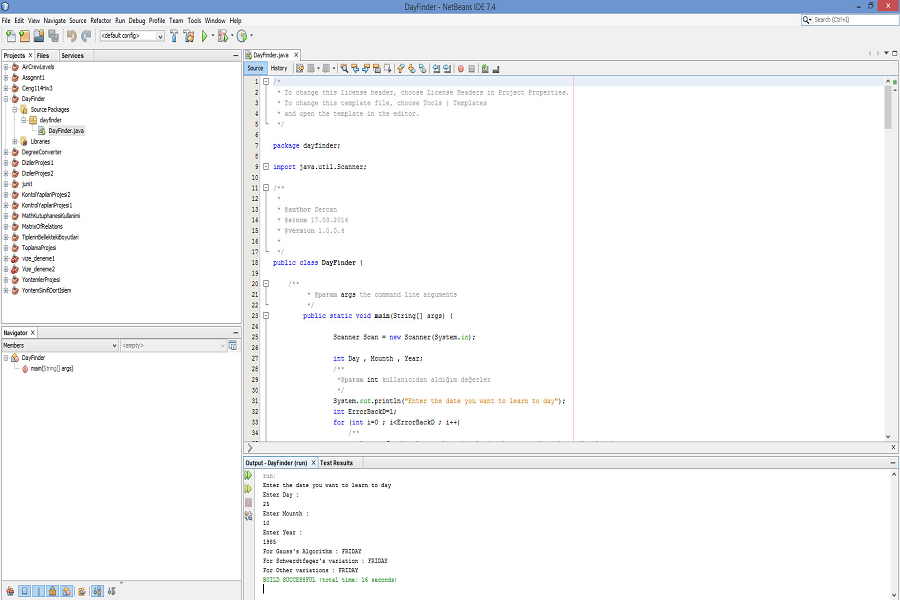 DayFinder - NetBeans IDE 7.4
File Edit View Navigate Source Refactor Run Debug Profile Team Tools Window Help
Search (Ctrl+I)
<default config>
Projects Files Services
AirCrewLevels
Assgmnt1
Ceng114Hw3
DayFinder
Source Packages
dayfinder
DayFinder.java
Libraries
DegreeConverter
DizilerProjesi1
DizilerProjesi2
junit
KontolYapilariProjesi2
KontrolYapilariProjesi1
MathKutuphanesiKullanimi
MatrixOfRelations
TiplerinBellektekiBoyutlari
ToplamaProjesi
vize_deneme1
Vize_deneme2
YontemlerProjesi
YontemSinifDortIslem
Navigator
Members <empty>
DayFinder
main(String[] args)
DayFinder.java
Source History
1 /*
2 * To change this license header, choose License Headers in Project Properties.
3 * To change this template file, choose Tools | Templates
4 * and open the template in the editor.
5 */
6
7 package dayfinder;
8
9 import java.util.Scanner;
10
11 /**
12 *
13 * @author Sercan
14 * @since 17.03.2014
15 * @version 1.0.0.4
16 *
17 */
18 public class DayFinder {
19
20 /**
21 * @param args the command line arguments
22 */
23 public static void main(String[] args) {
24
25 Scanner Scan = new Scanner(System.in);
26
27 int Day , Mounth , Year;
28 /**
29 *@param int kullanıcıdan aldığım değerler
30 */
31 System.out.println("Enter the date you want to learn to day");
32 int ErrorBackD=1;
33 for (int i=0 ; i<ErrorBackD ; i++)
34 /**
Output - DayFinder (run) Test Results
run:
Enter the date you want to learn to day
Enter Day :
25
Enter Mounth :
10
Enter Year :
1985
For Gauss's Algorithm : FRIDAY
For Schwerdtfeger's variation : FRIDAY
For Other variations : FRIDAY
BUILD SUCCESSFUL (total time: 16 seconds)